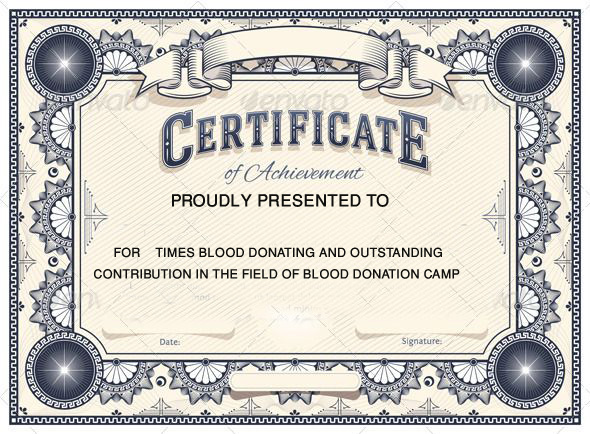 CERTIFICATE
of Achievement
PROUDLY PRESENTED TO
FOR TIMES BLOOD DONATING AND OUTSTANDING
CONTRIBUTION IN THE FIELD OF BLOOD DONATION CAMP
Date:
Signature:
envato